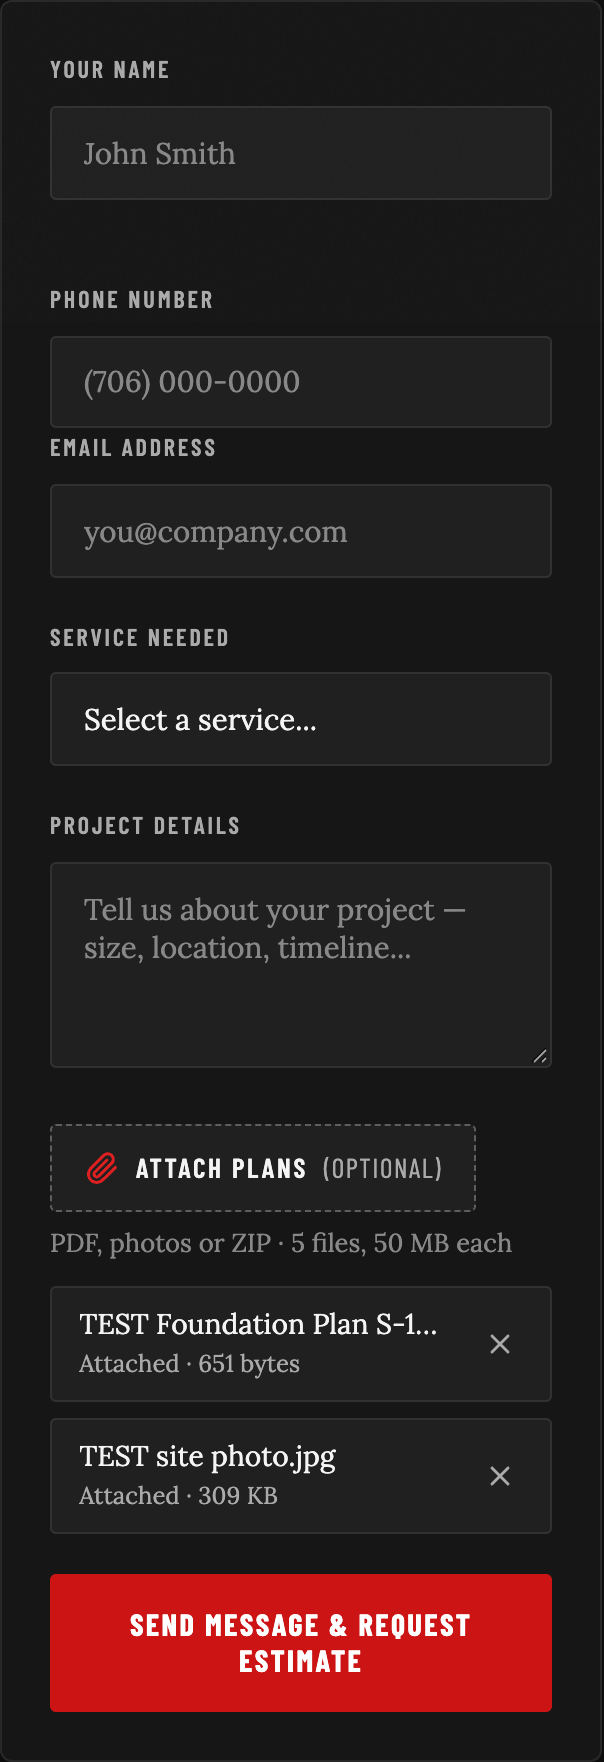 YOUR NAME
John Smith
PHONE NUMBER
(706) 000-0000
EMAIL ADDRESS
you@company.com
SERVICE NEEDED
Select a service...
PROJECT DETAILS
Tell us about your project —
size, location, timeline...
ATTACH PLANS (OPTIONAL)
PDF, photos or ZIP · 5 files, 50 MB each
TEST Foundation Plan S-1...
Attached · 651 bytes
TEST site photo.jpg
Attached · 309 KB
SEND MESSAGE & REQUEST
ESTIMATE